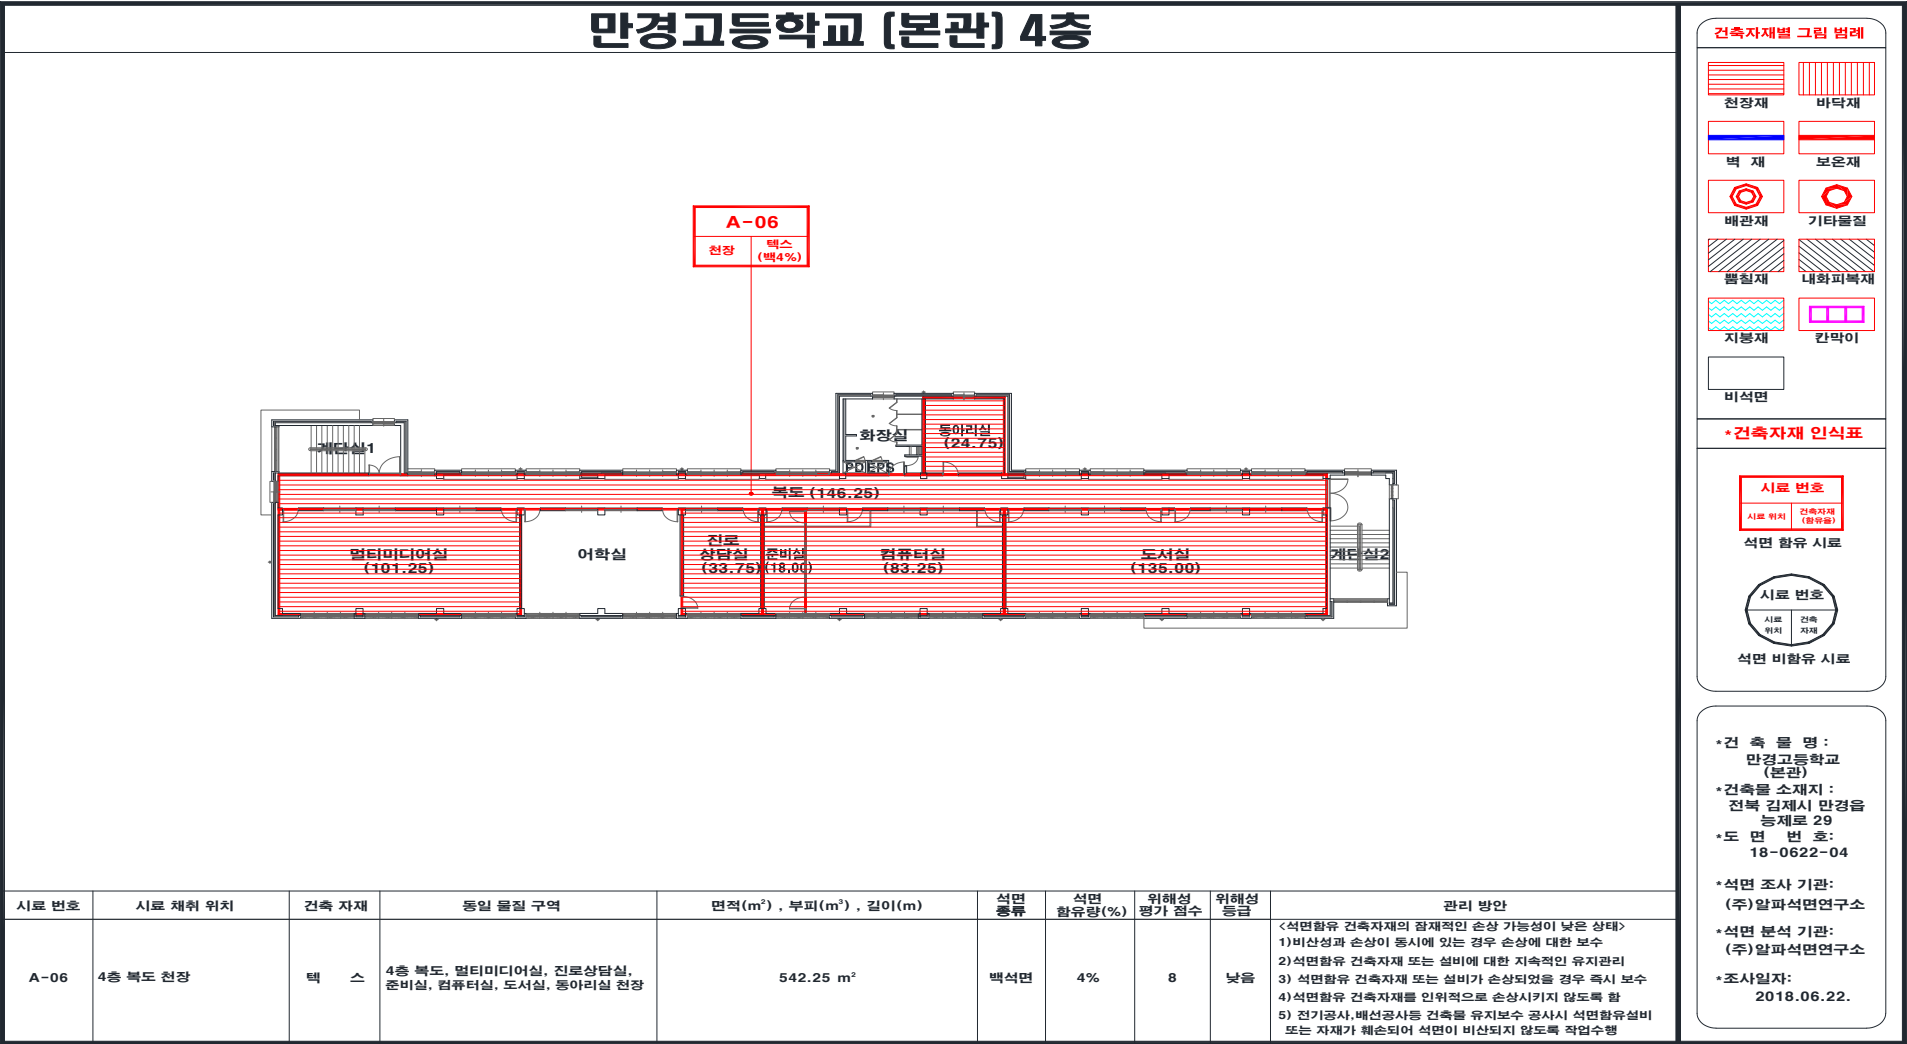 만경고등학교 (본관) 4층
A-06
천장
텍스
(백4%)
계단실1
화장실
PD EPS
동아리실
(24.75)
복도 (146.25)
멀티미디어실
(101.25)
어학실
진로
상담실
(33.75)
준비실
(18.00)
컴퓨터실
(83.25)
도서실
(135.00)
계단실2
건축자재별 그림 범례
천장재
바닥재
벽 재
보온재
배관재
기타물질
뿜칠재
내화피복재
지붕재
칸막이
비석면
*건축자재 인식표
시료 번호
시료 위치
건축자재
(함유율)
석면 함유 시료
시료 번호
시료
위치
건축
자재
석면 비함유 시료
*건 축 물 명 :
만경고등학교
(본관)
*건축물 소재지 :
전북 김제시 만경읍
능제로 29
*도 면 번 호:
18-0622-04
*석면 조사 기관:
(주)알파석면연구소
*석면 분석 기관:
(주)알파석면연구소
*조사일자:
2018.06.22.
시료 번호
시료 채취 위치
건축 자재
동일 물질 구역
면적(m²) , 부피(m³) , 길이(m)
석면
종류
석면
함유량(%)
위해성
평가 점수
위해성
등급
관리 방안
A-06
4층 복도 천장
텍 스
4층 복도, 멀티미디어실, 진로상담실,
준비실, 컴퓨터실, 도서실, 동아리실 천장
542.25 m²
백석면
4%
8
낮음
<석면함유 건축자재의 잠재적인 손상 가능성이 낮은 상태>
1)비산성과 손상이 동시에 있는 경우 손상에 대한 보수
2)석면함유 건축자재 또는 설비에 대한 지속적인 유지관리
3) 석면함유 건축자재 또는 설비가 손상되었을 경우 즉시 보수
4)석면함유 건축자재를 인위적으로 손상시키지 않도록 함
5) 전기공사,배선공사등 건축물 유지보수 공사시 석면함유설비
또는 자재가 훼손되어 석면이 비산되지 않도록 작업수행